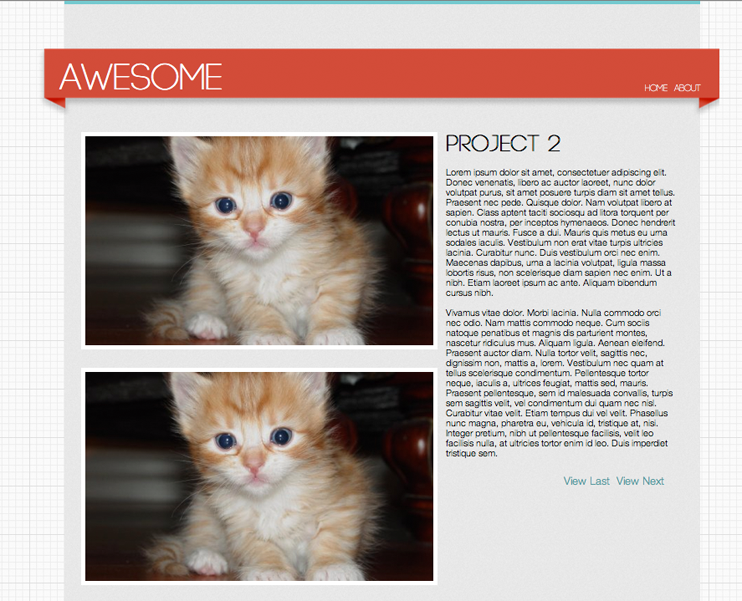 AWESOME
HOME ABOUT
PROJECT 2
Lorem ipsum dolor sit amet, consectetuer adipiscing elit.
Donec venenatis, libero ac auctor laoreet, nunc dolor
volutpat purus, sit amet posuere turpis diam sit amet tellus.
Praesent nec pede. Quisque dolor. Nam volutpat libero at
sapien. Class aptent taciti sociosqu ad litora torquent per
conubia nostra, per inceptos hymenaeos. Donec hendrerit
lectus ut mauris. Fusce a dui. Mauris quis metus eu urna
sodales iaculis. Vestibulum non erat vitae turpis ultricies
lacinia. Curabitur nunc. Duis vestibulum orci nec enim.
Maecenas dapibus, urna a lacinia volutpat, ligula massa
lobortis risus, non scelerisque diam sapien nec enim. Ut a
nibh. Etiam laoreet ipsum ac ante. Aliquam bibendum
cursus nibh.
Vivamus vitae dolor. Morbi lacinia. Nulla commodo orci
nec odio. Nam mattis commodo neque. Cum sociis
natoque penatibus et magnis dis parturient montes,
nascetur ridiculus mus. Aliquam ligula. Aenean eleifend.
Praesent auctor diam. Nulla tortor velit, sagittis nec,
dignissim non, mattis a, lorem. Vestibulum nec quam at
tellus scelerisque condimentum. Pellentesque tortor
neque, iaculis a, ultrices feugiat, mattis sed, mauris.
Praesent pellentesque, sem id malesuada convallis, turpis
sem sagittis velit, vel condimentum dui quam nec nisi.
Curabitur vitae velit. Etiam tempus dui vel velit. Phasellus
nunc magna, pharetra eu, vehicula id, tristique at, nisi.
Integer pretium, nibh ut pellentesque facilisis, velit leo
facilisis nulla, at ultricies tortor enim id leo. Duis imperdiet
tristique sem.
View Last View Next